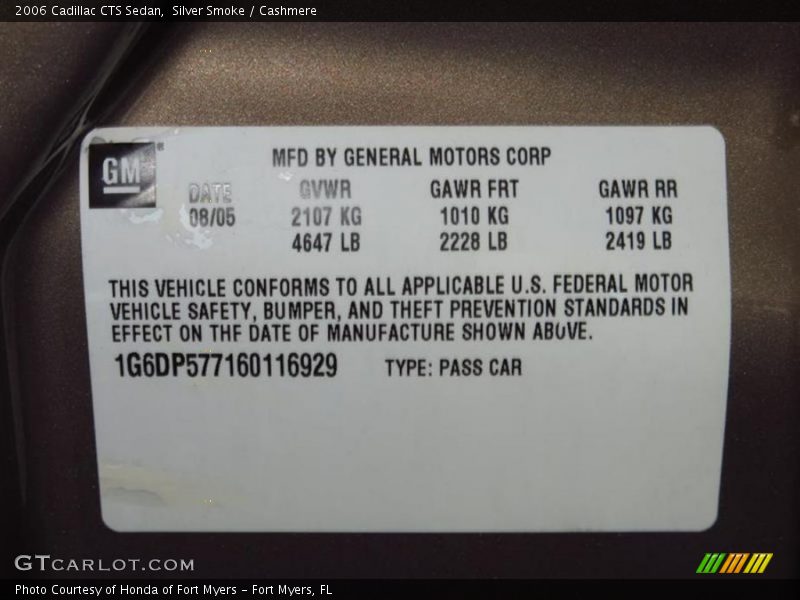 2006 Cadillac CTS Sedan, Silver Smoke / Cashmere
GM®
MFD BY GENERAL MOTORS CORP
DATE GVWR GAWR FRT GAWR RR
08/05 2107 KG 1010 KG 1097 KG
4647 LB 2228 LB 2419 LB
THIS VEHICLE CONFORMS TO ALL APPLICABLE U.S. FEDERAL MOTOR
VEHICLE SAFETY, BUMPER, AND THEFT PREVENTION STANDARDS IN
EFFECT ON THE DATE OF MANUFACTURE SHOWN ABOVE.
1G6DP577160116929 TYPE: PASS CAR
GTCARLOT.COM
Photo Courtesy of Honda of Fort Myers - Fort Myers, FL